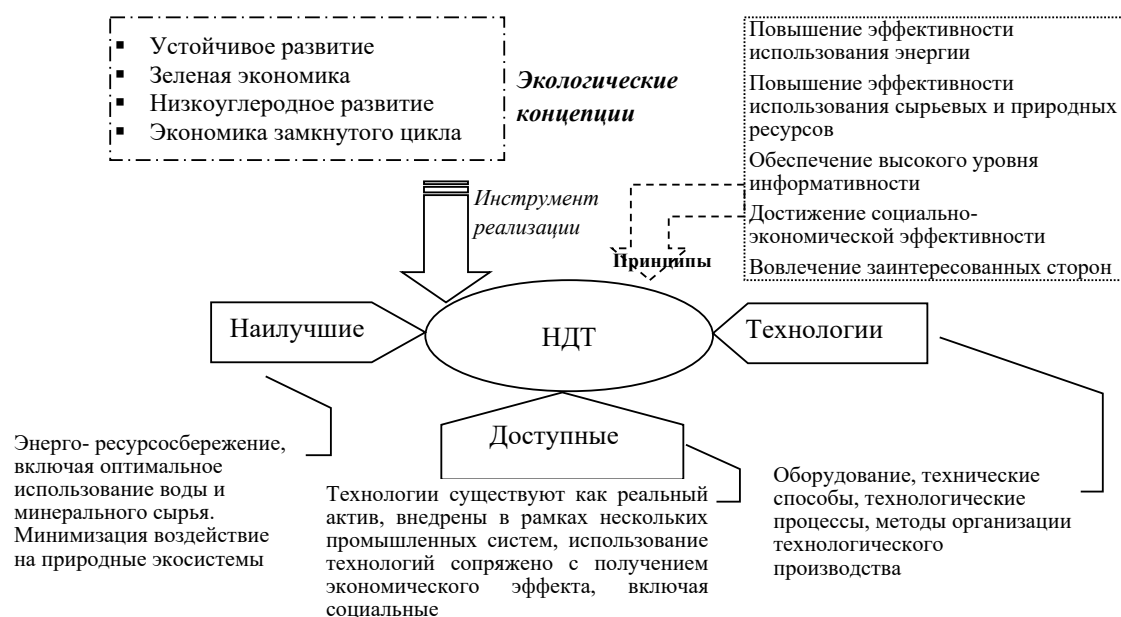 Устойчивое развитие
Зеленая экономика
Низкоуглеродное развитие
Экономика замкнутого цикла
Экологические
концепции
Повышение эффективности
использования энергии
Повышение эффективности
использования сырьевых и природных
ресурсов
Обеспечение высокого уровня
информативности
Достижение социально-
экономической эффективности
Вовлечение заинтересованных сторон
Инструмент
реализации
Принципы
Наилучшие
НДТ
Технологии
Доступные
Энерго- ресурсосбережение,
включая оптимальное
использование воды и
минерального сырья.
Минимизация воздействие
на природные экосистемы
Технологии существуют как реальный
актив, внедрены в рамках нескольких
промышленных систем, использование
технологий сопряжено с получением
экономического эффекта, включая
социальные
Оборудование, технические
способы, технологические
процессы, методы организации
технологического
производства